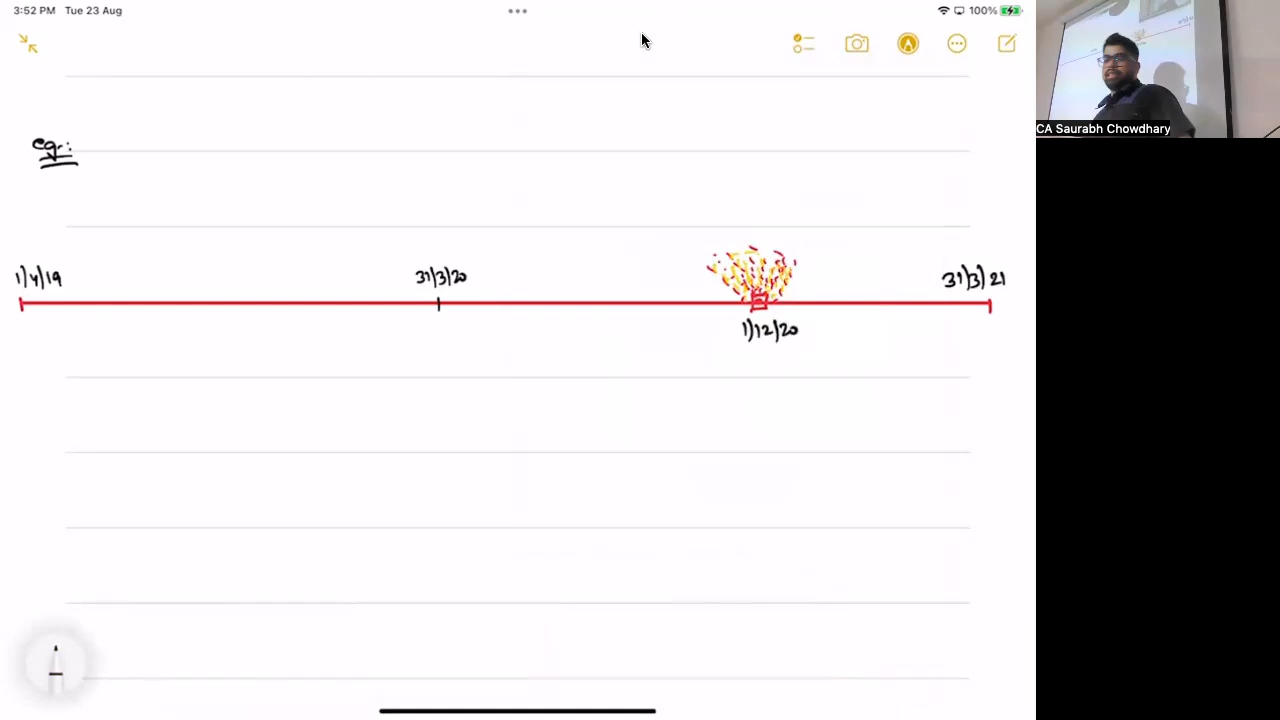 3:52 PM Tue 23 Aug
100%
CA Saurabh Chowdhary
eg:
1/4/19 31/3/20 31/3/21
1/12/20